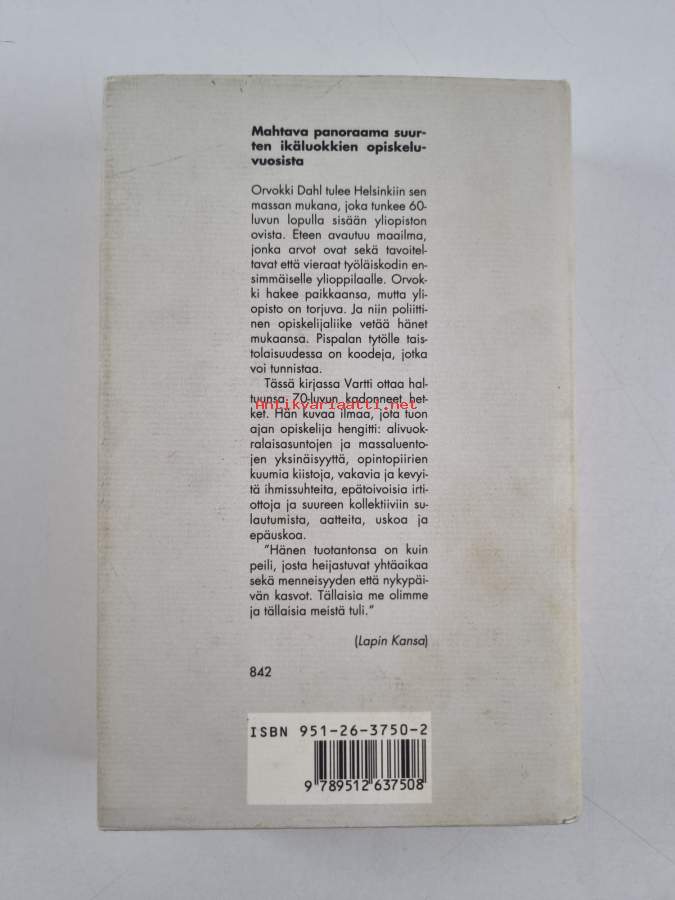 Mahtava panoraama suur-
ten ikäluokkien opiskelu-
vuosista
Orvokki Dahl tulee Helsinkiin sen
massan mukana, joka tunkee 60-
luvun lopulla sisään yliopiston
ovista. Eteen avautuu maailma,
jonka arvot ovat sekä tavoitel-
tavat että vieraat työläiskodin en-
simmäiselle ylioppilaalle. Orvok-
ki hakee paikkaansa, mutta yli-
opisto on torjuva. Ja niin poliitti-
nen opiskelijaliike vetää hänet
mukaansa. Pispalan tytölle tais-
tolaisuudessa on koodeja, jotka
voi tunnistaa.
Tässä kirjassa Vartti ottaa hal-
tuunsa 70-luvun kadonneet het-
Antikvariaatti.net
ket. Hän kuvaa ilmaa, jota tuon
ajan opiskelija hengitti: alivuok-
ralaisasuntojen ja massaluento-
jen yksinäisyyttä, opintopiirien
kuumia kiistoja, vakavia ja kevyi-
tä ihmissuhteita, epätoivoisia irti-
ottoja ja suureen kollektiiviin su-
lautumista, aatteita, uskoa ja
epäuskoa.
"Hänen tuotantonsa on kuin
peili, josta heijastuvat yhtäaikaa
sekä menneisyyden että nykypäi-
vän kasvot. Tällaisia me olimme
ja tällaisia meistä tuli."
(Lapin Kansa)
842
ISBN 951-26-3750-2
9 789512 637508